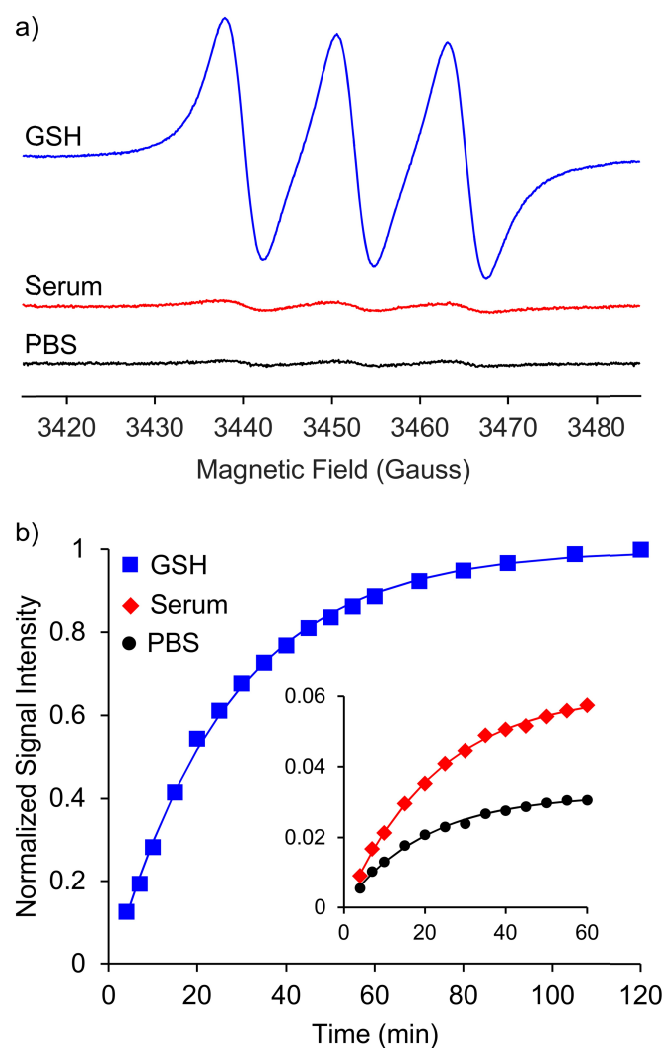 a)
GSH
Serum
PBS
3420 3430 3440 3450 3460 3470 3480
Magnetic Field (Gauss)
b)
1
0.8
0.6
0.4
0.2
0
Normalized Signal Intensity
GSH
Serum
PBS
0.06
0.04
0.02
0
0 20 40 60
0 20 40 60 80 100 120
Time (min)